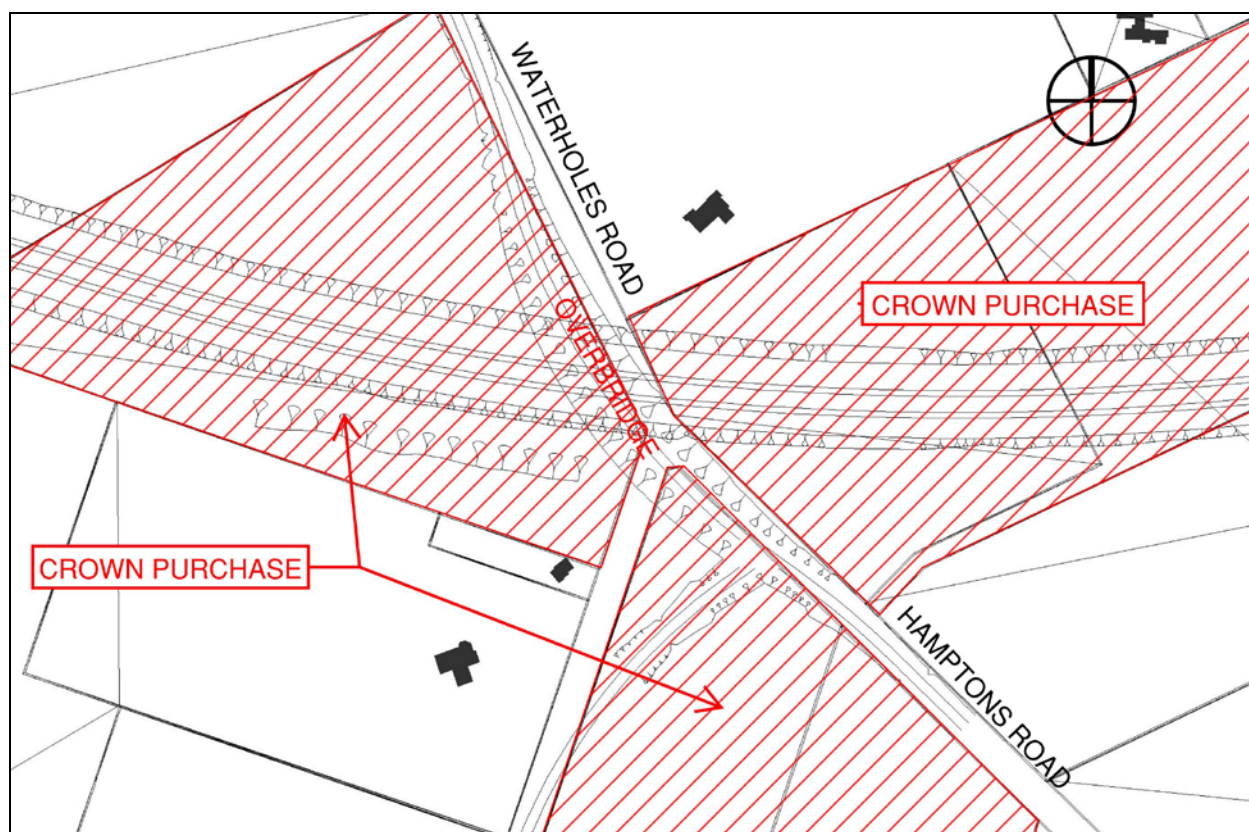 WATERHOLES ROAD
CROWN PURCHASE
OVERBRIDGE
CROWN PURCHASE
HAMPTONS ROAD